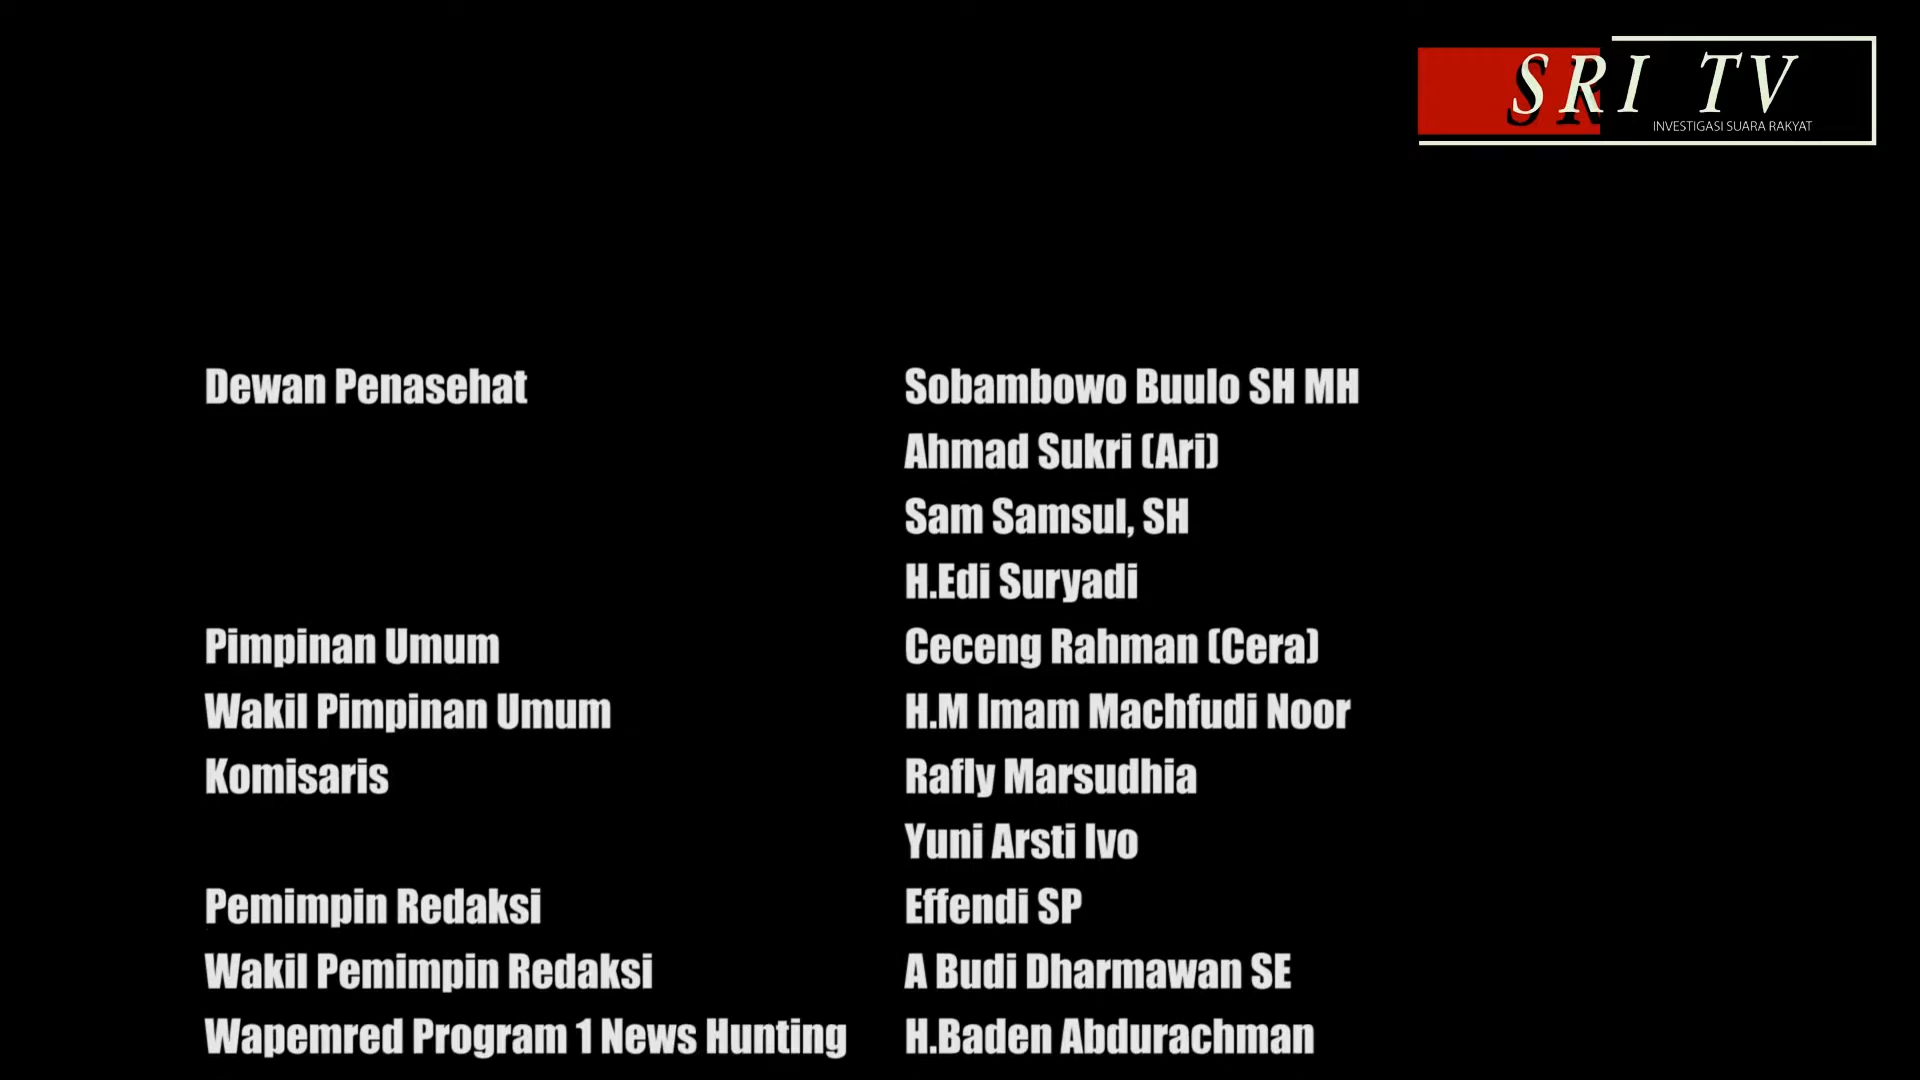 SRI TV
INVESTIGASI SUARA RAKYAT
Dewan Penasehat Sobambowo Buulo SH MH
Ahmad Sukri (Ari)
Sam Samsul, SH
H.Edi Suryadi
Pimpinan Umum Ceceng Rahman (Cera)
Wakil Pimpinan Umum H.M Imam Machfudi Noor
Komisaris Rafly Marsudhia
Yuni Arsti Ivo
Pemimpin Redaksi Effendi SP
Wakil Pemimpin Redaksi A Budi Dharmawan SE
Wapemred Program 1 News Hunting H.Baden Abdurachman